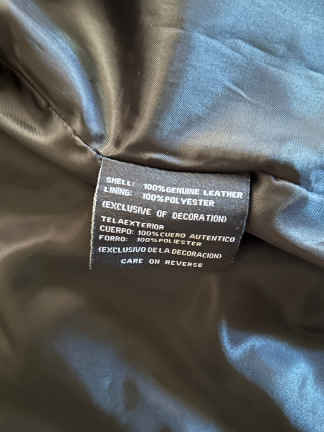 SHELL: 100%GENUINE LEATHER
LINING: 100%POLYESTER
(EXCLUSIVE OF DECORATION)
TELAEXTERIOR
CUERPO: 100%CUERO AUTENTICO
FORRO: 100%POLIESTER
(EXCLUSIVO DE LA DECORACION)
CARE ON REVERSE